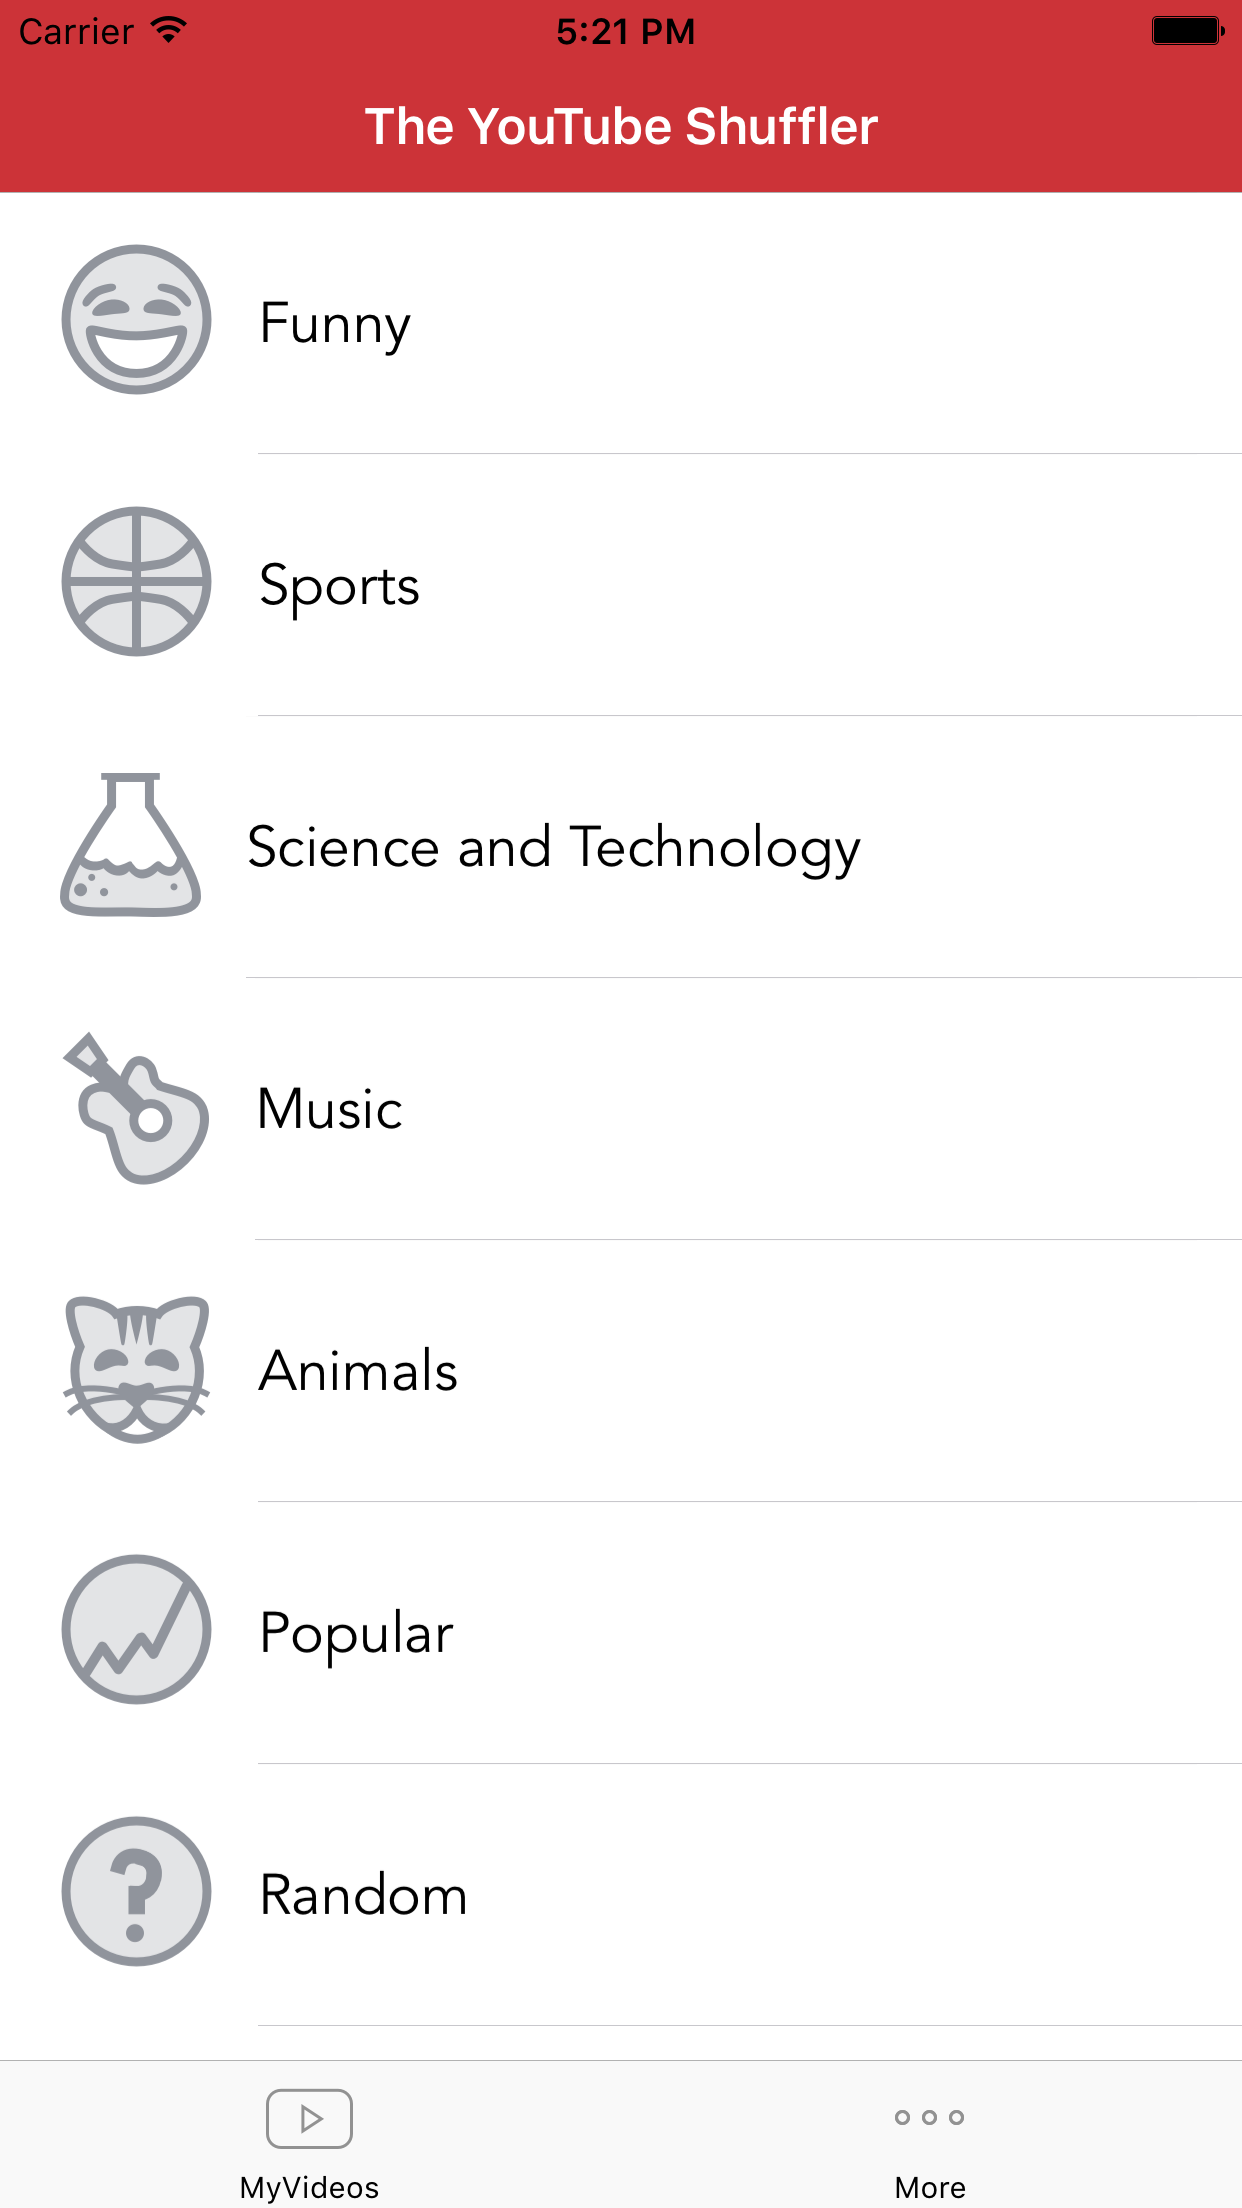 Carrier 5:21 PM
The YouTube Shuffler
Funny
Sports
Science and Technology
Music
Animals
Popular
Random
MyVideos More